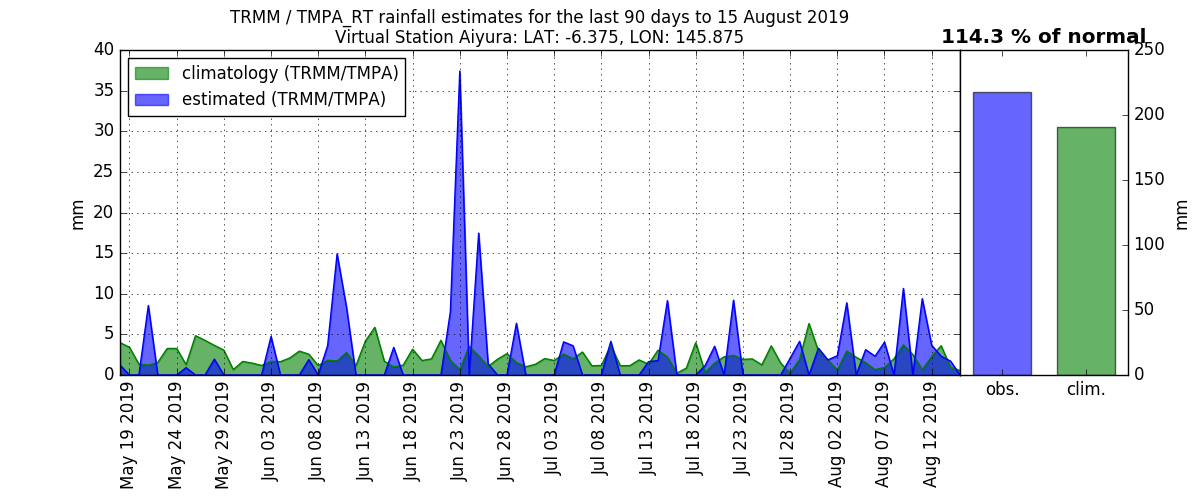 TRMM / TMPA_RT rainfall estimates for the last 90 days to 15 August 2019
Virtual Station Aiyura: LAT: -6.375, LON: 145.875
114.3 % of normal
climatology (TRMM/TMPA)
estimated (TRMM/TMPA)
40
35
30
25
20
15
10
5
0
mm
250
200
150
100
50
0
mm
obs.
clim.
May 19 2019
May 24 2019
May 29 2019
Jun 03 2019
Jun 08 2019
Jun 13 2019
Jun 18 2019
Jun 23 2019
Jun 28 2019
Jul 03 2019
Jul 08 2019
Jul 13 2019
Jul 18 2019
Jul 23 2019
Jul 28 2019
Aug 02 2019
Aug 07 2019
Aug 12 2019